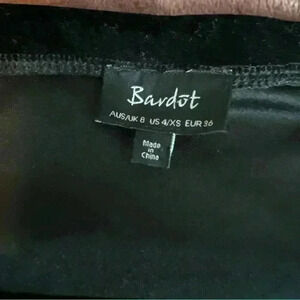 Bardot
AUS/UK 8 US 4/XS EUR 36
Made
in
China